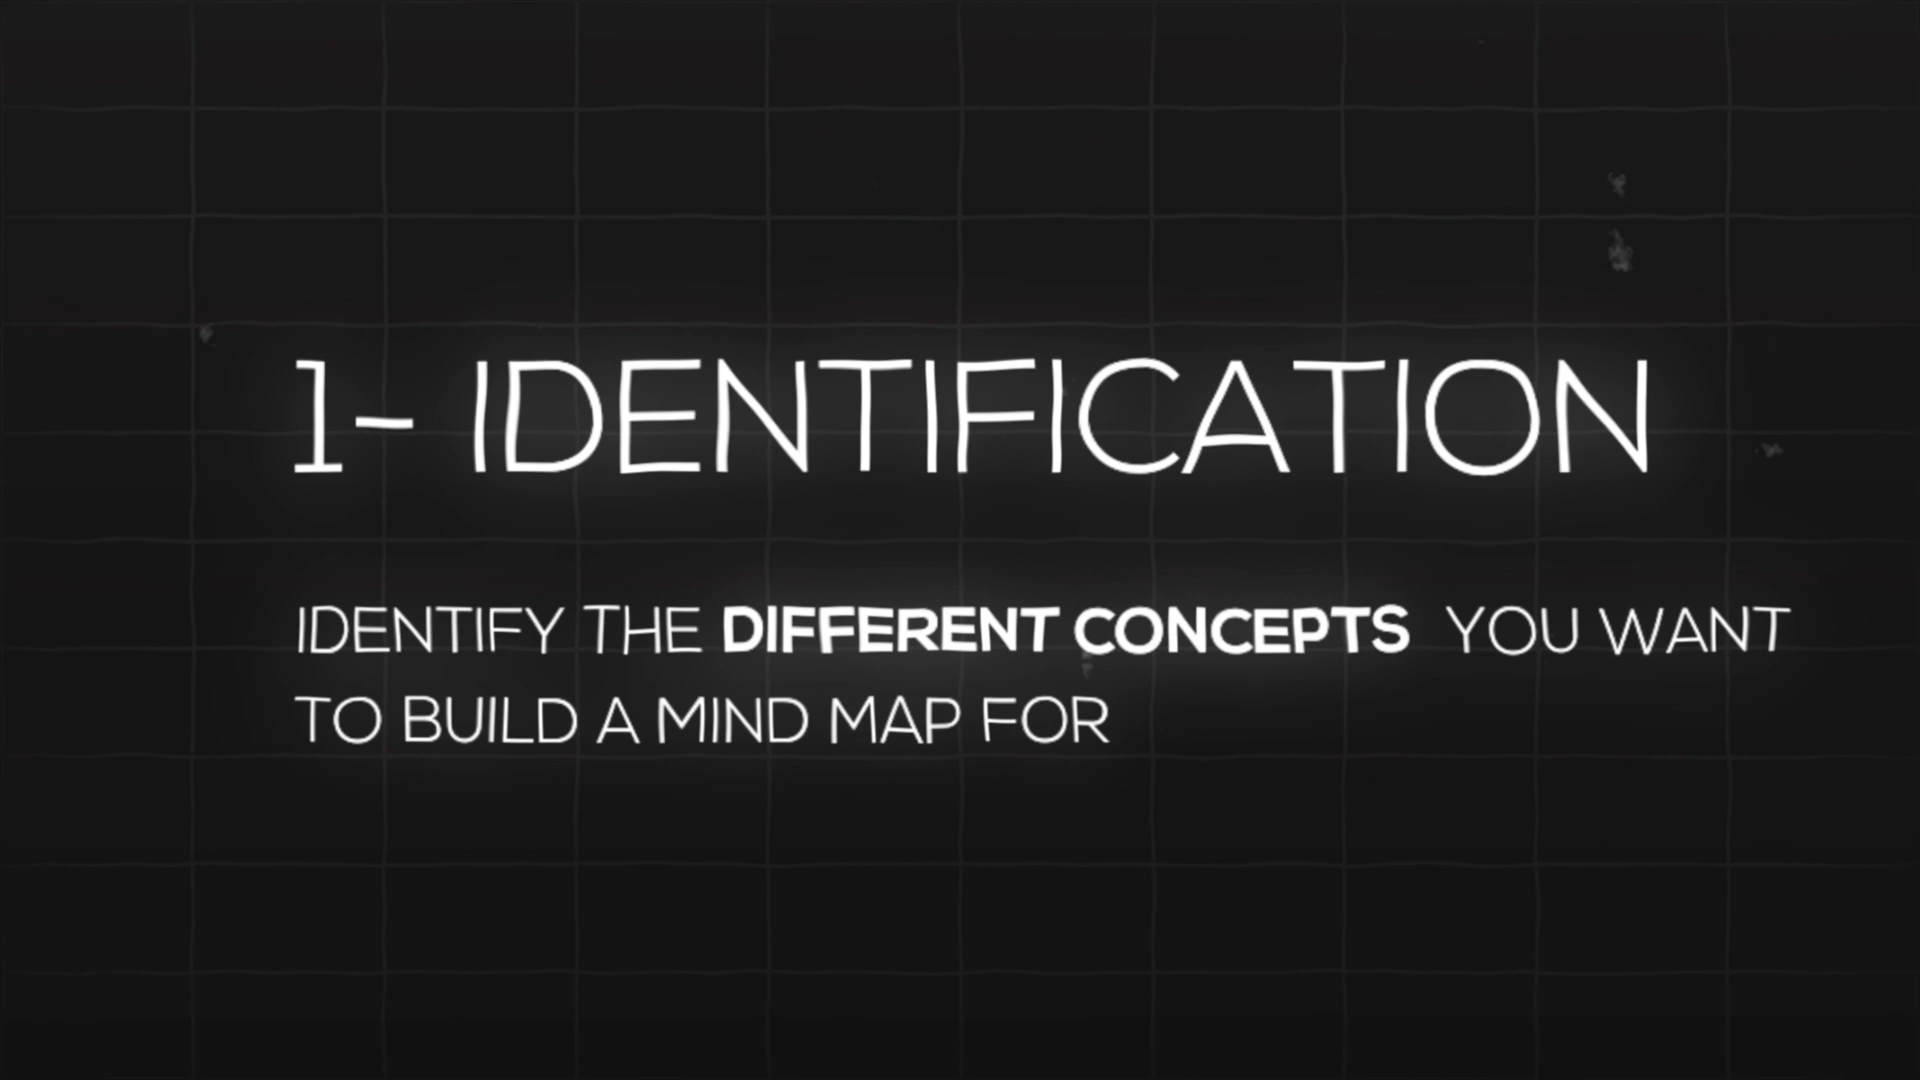 1- IDENTIFICATION
IDENTIFY THE DIFFERENT CONCEPTS YOU WANT
TO BUILD A MIND MAP FOR